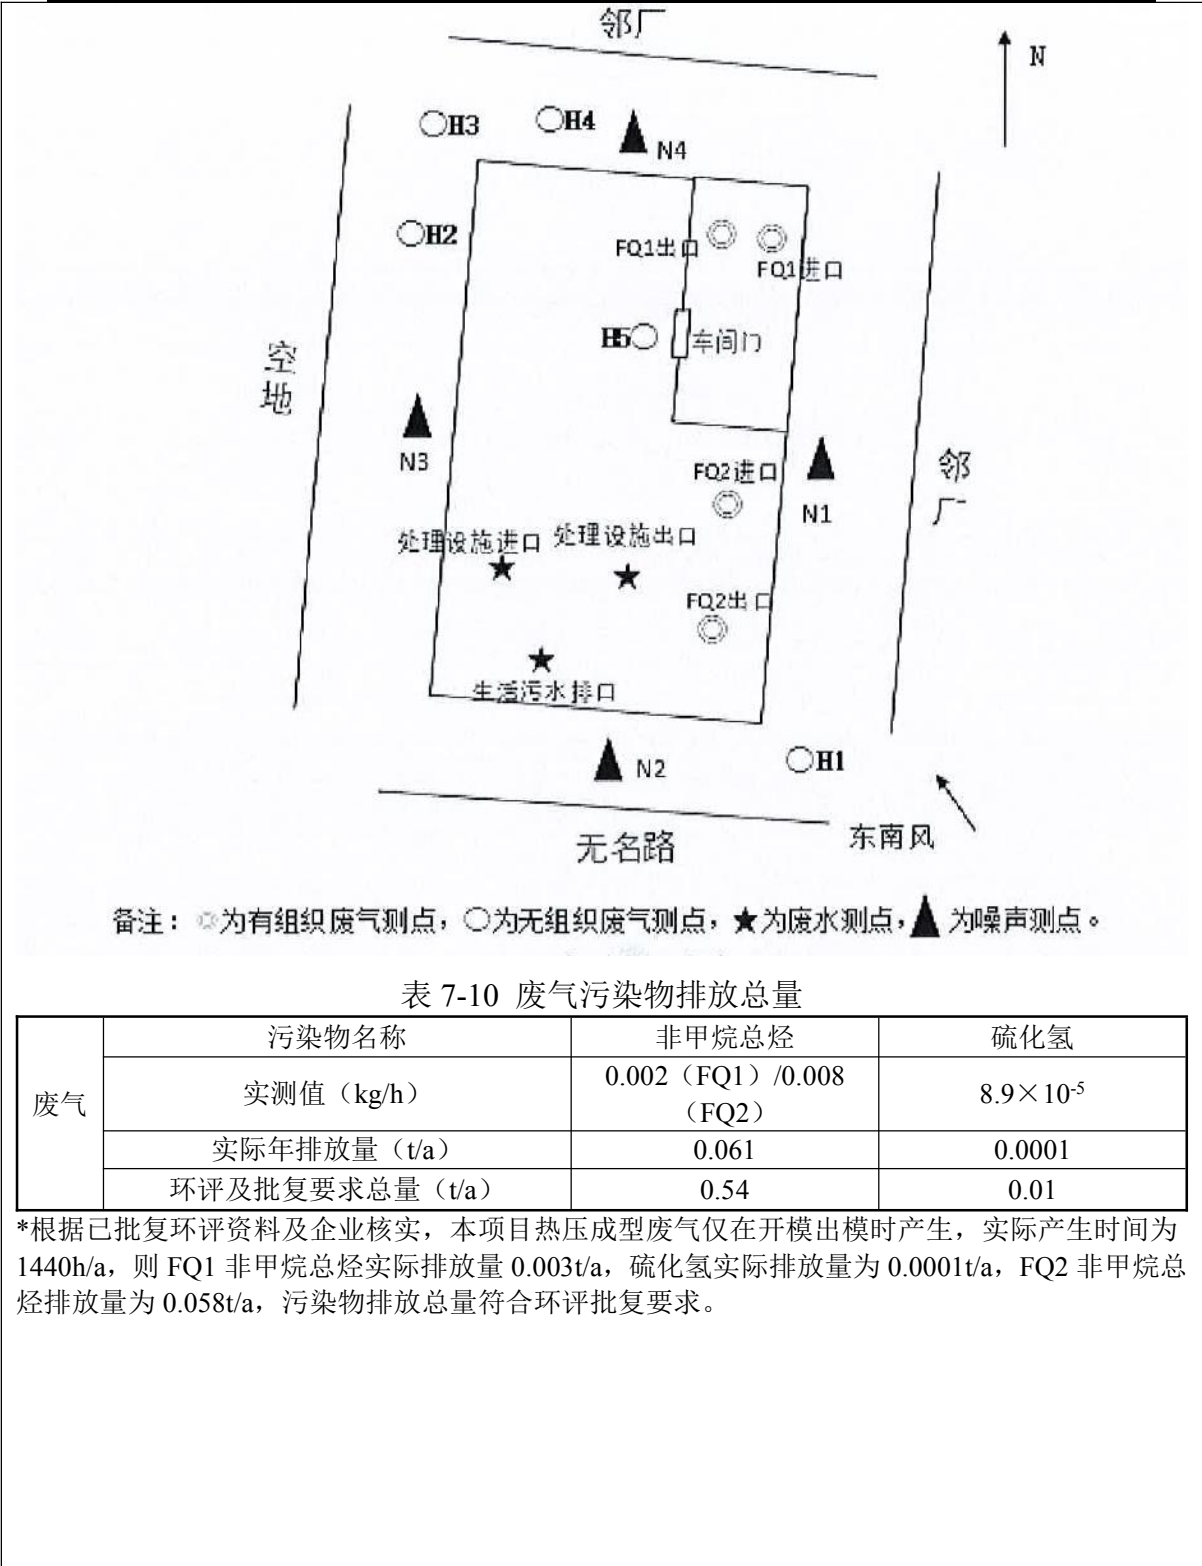 邻厂
N
H3
H4
N4
H2
FQ1出口
FQ1进口
H5
车间门
空地
N3
FQ2进口
邻厂
N1
处理设施进口
处理设施出口
FQ2出口
生活污水排口
N2
H1
东南风
无名路
备注：◎为有组织废气测点，○为无组织废气测点，★为废水测点，▲为噪声测点。
表 7-10 废气污染物排放总量
废气
污染物名称 非甲烷总烃 硫化氢
实测值（kg/h） 0.002（FQ1）/0.008
（FQ2） 8.9×10-5
实际年排放量（t/a） 0.061 0.0001
环评及批复要求总量（t/a） 0.54 0.01
*根据已批复环评资料及企业核实，本项目热压成型废气仅在开模出模时产生，实际产生时间为
1440h/a，则 FQ1 非甲烷总烃实际排放量 0.003t/a，硫化氢实际排放量为 0.0001t/a，FQ2 非甲烷总
烃排放量为 0.058t/a，污染物排放总量符合环评批复要求。